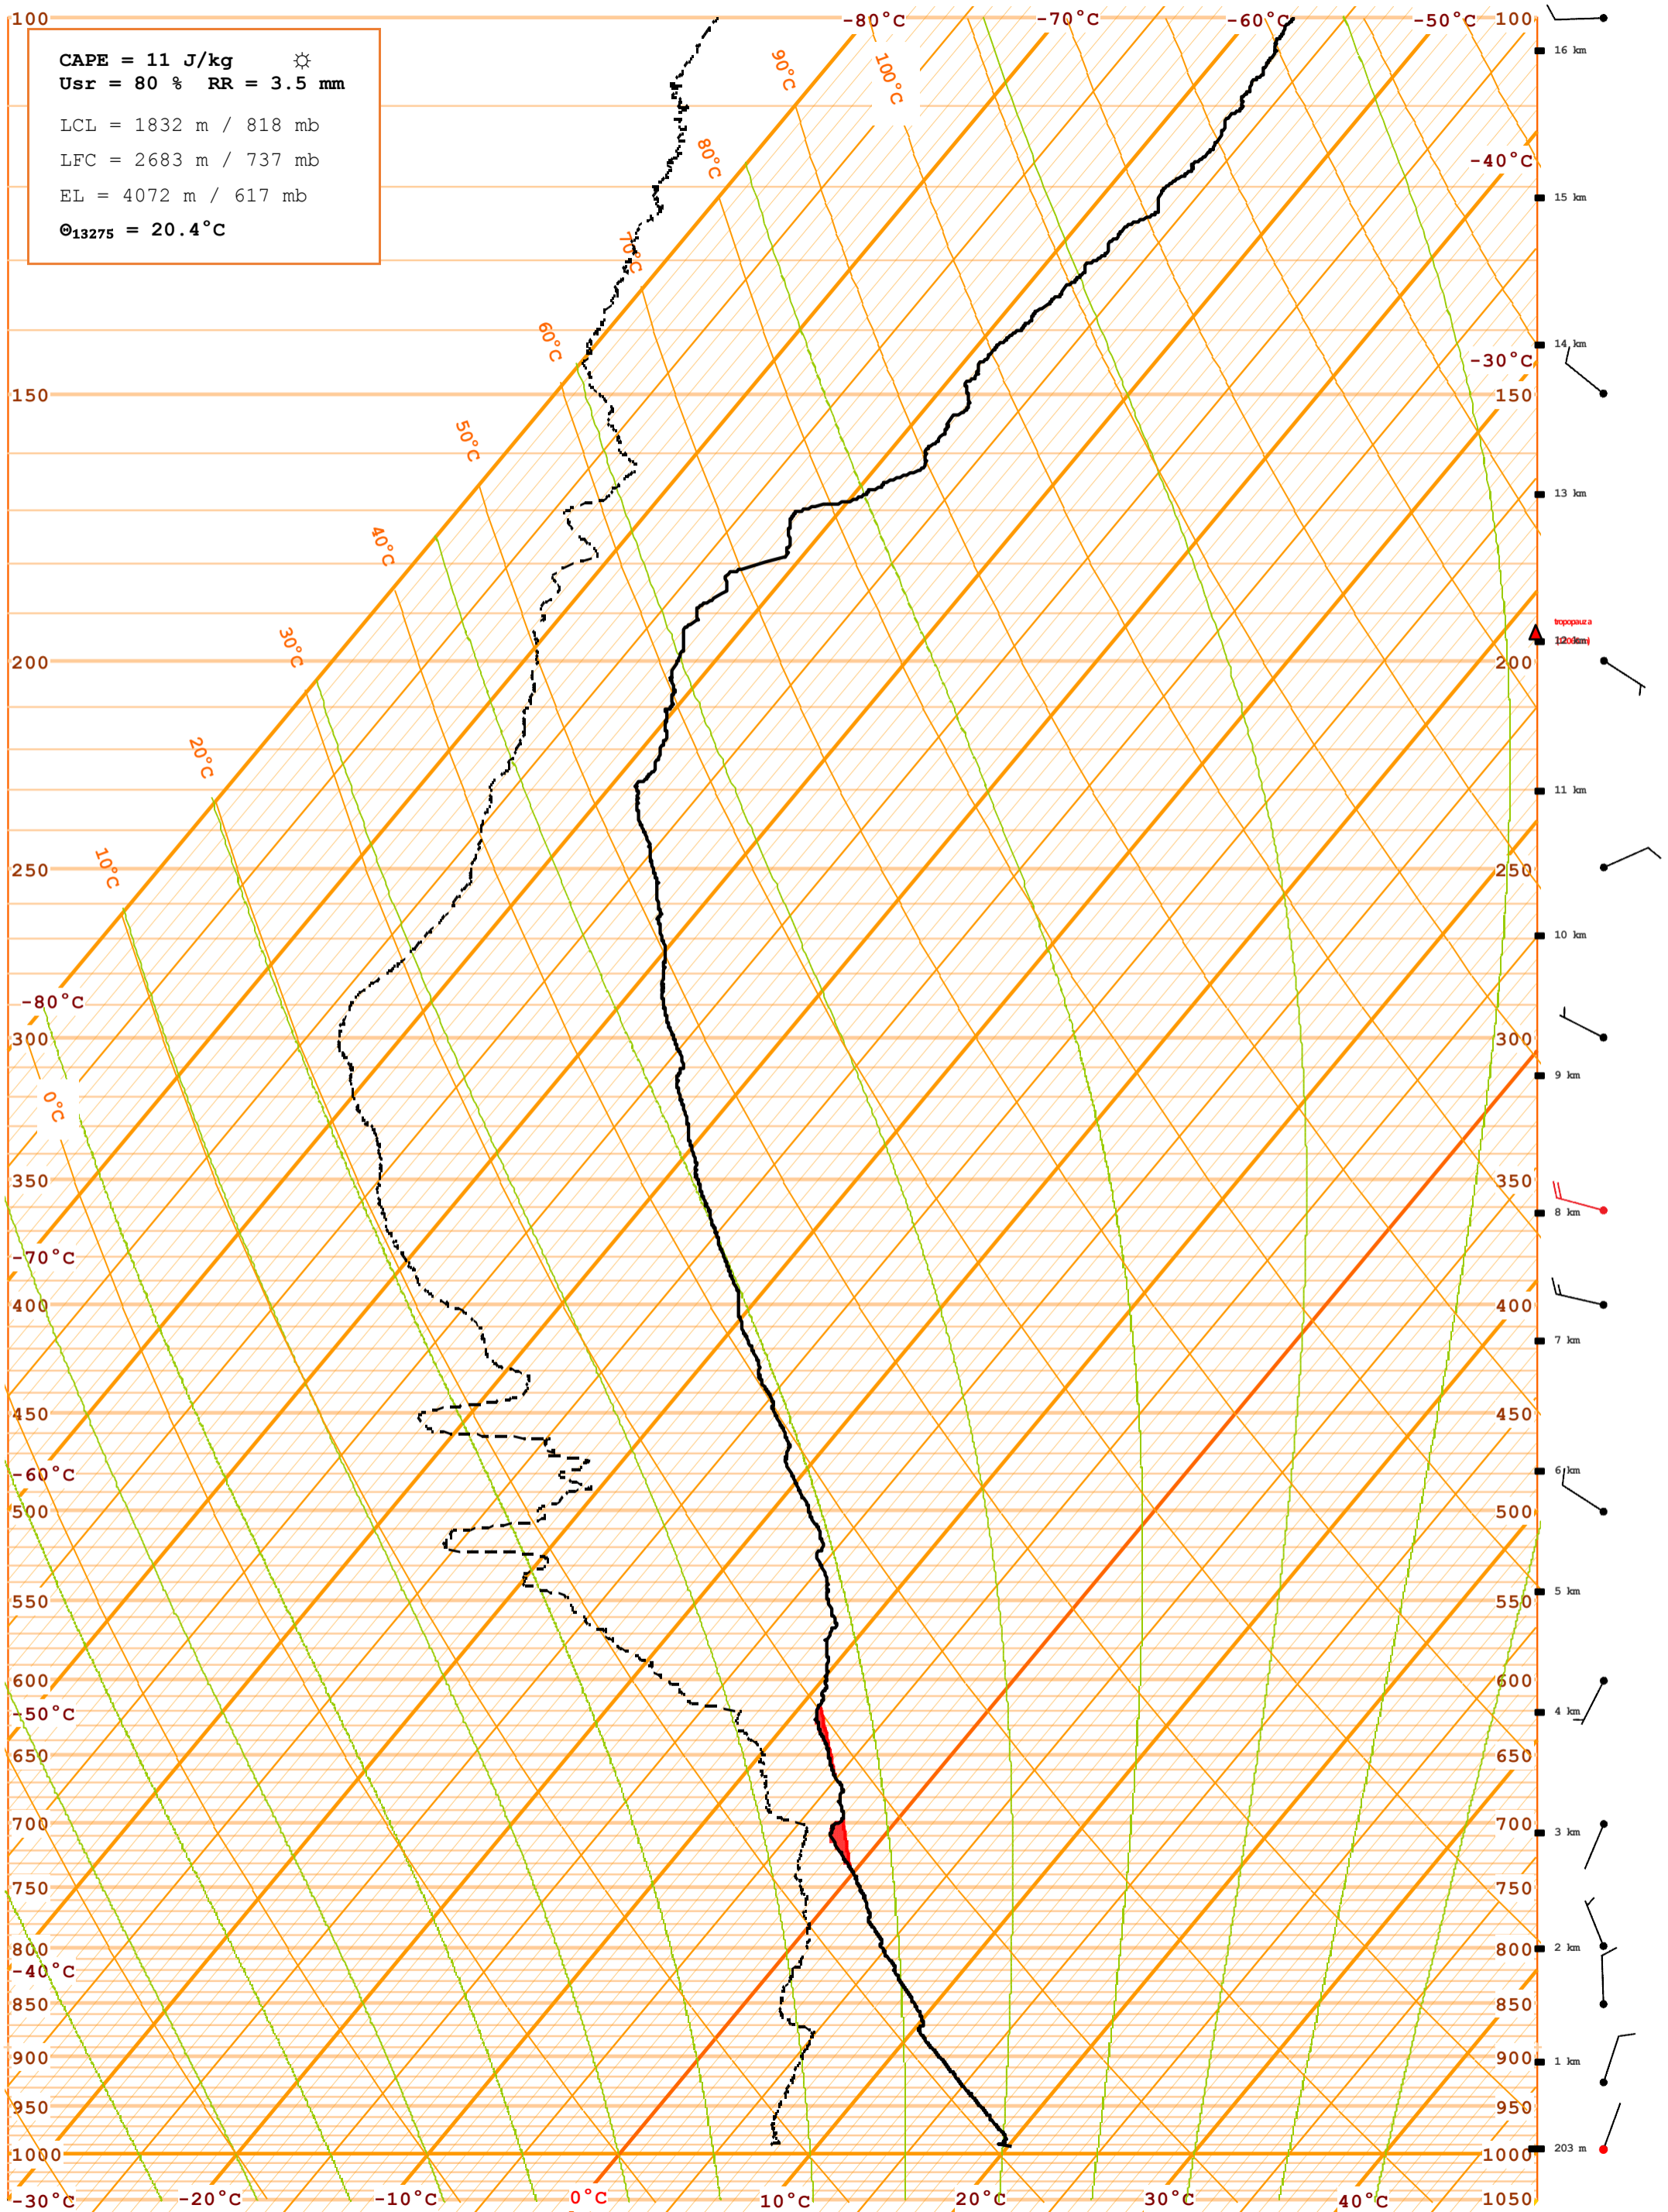 100 -80°C -70°C -60°C -50°C 100
CAPE = 11 J/kg ☼
Usr = 80 % RR = 3.5 mm
LCL = 1832 m / 818 mb
LFC = 2683 m / 737 mb
EL = 4072 m / 617 mb
Θ13275 = 20.4°C
16 km
90°C 100°C
80°C -40°C
15 km
70°C
60°C 14 km
-30°C
150 150
50°C
13 km
40°C
30°C tropopauza
12 km
200 200
20°C
11 km
10°C 250 250
10 km
-80°C
300 300
9 km
0°C
350 350
8 km
-70°C
400 400
7 km
450 450
-60°C 6 km
500 500
550 550 5 km
600 600
-50°C 4 km
650 650
700 700
3 km
750 750
800 800 2 km
-40°C
850 850
900 900 1 km
950 950
1000 1000 203 m
-30°C -20°C -10°C 0°C 10°C 20°C 30°C 40°C 1050